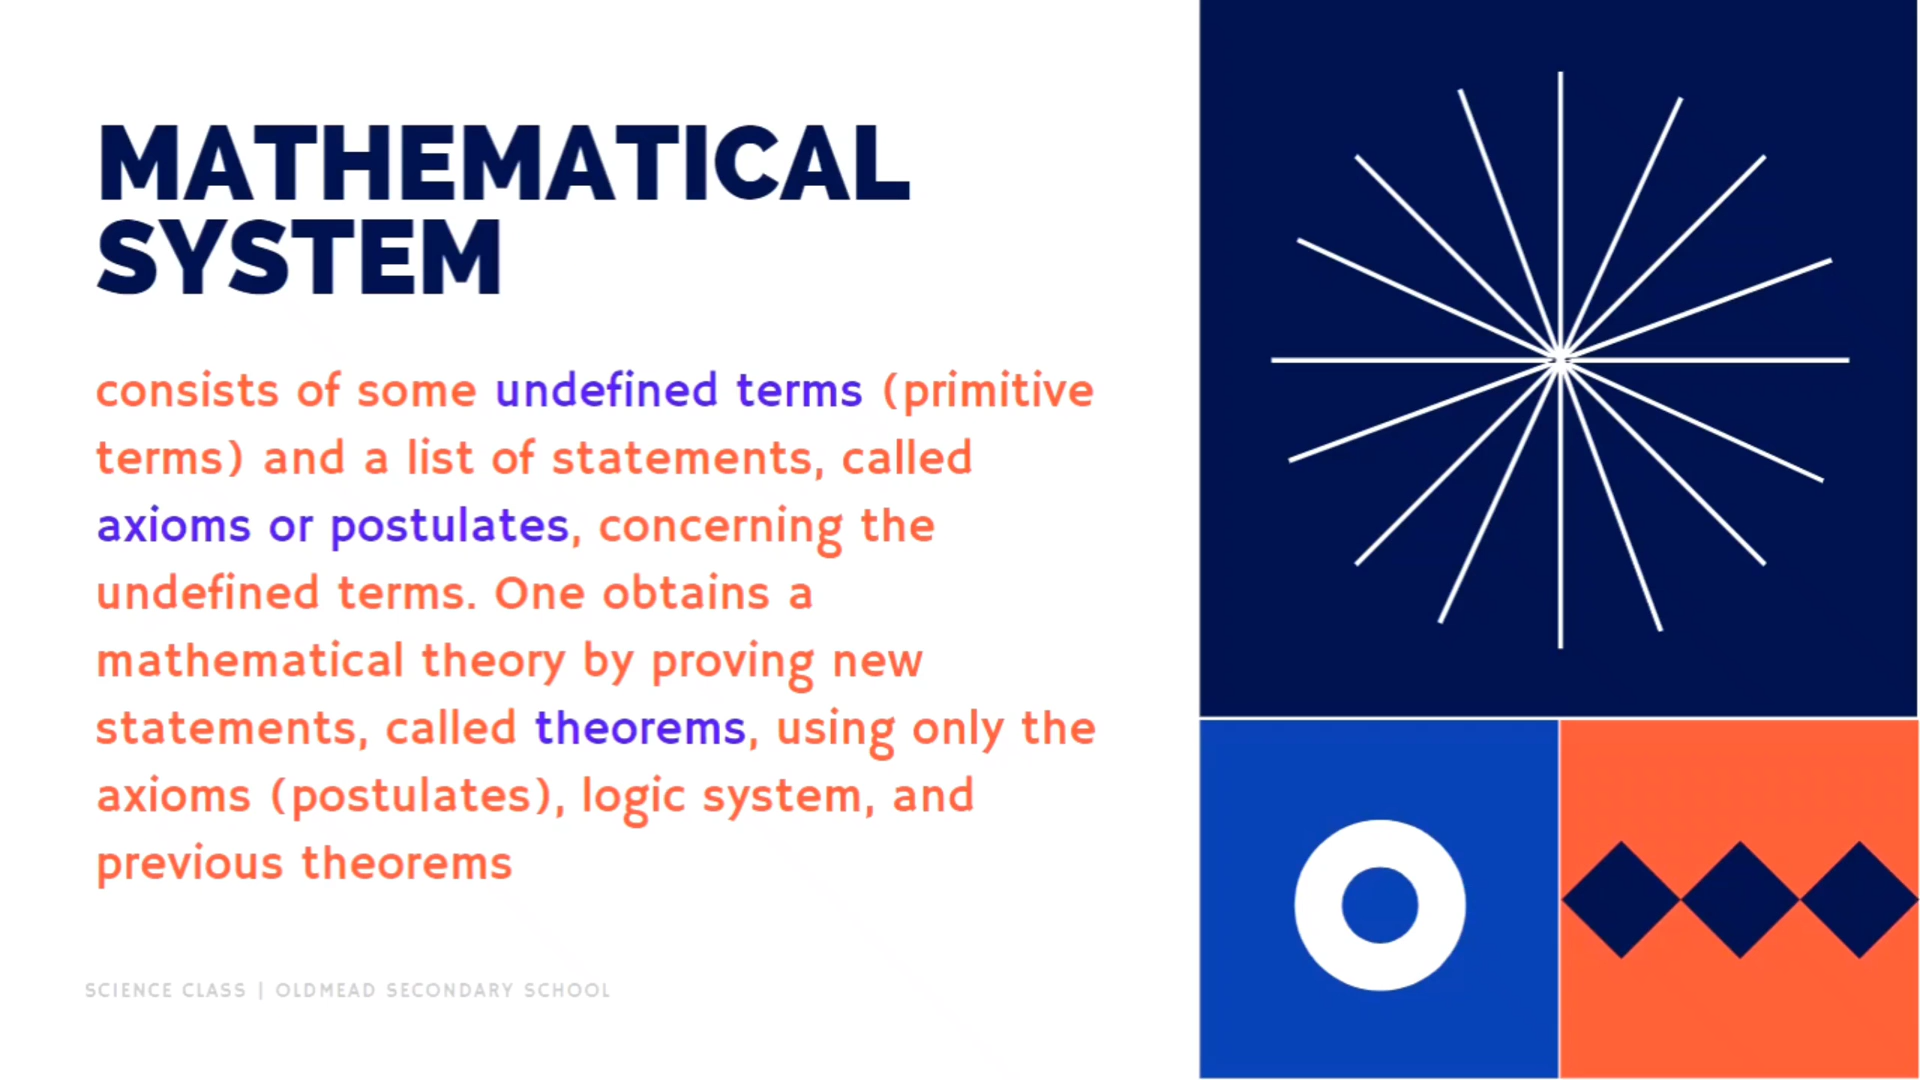 MATHEMATICAL
SYSTEM
consists of some undefined terms (primitive
terms) and a list of statements, called
axioms or postulates, concerning the
undefined terms. One obtains a
mathematical theory by proving new
statements, called theorems, using only the
axioms (postulates), logic system, and
previous theorems
SCIENCE CLASS | OLDMEAD SECONDARY SCHOOL